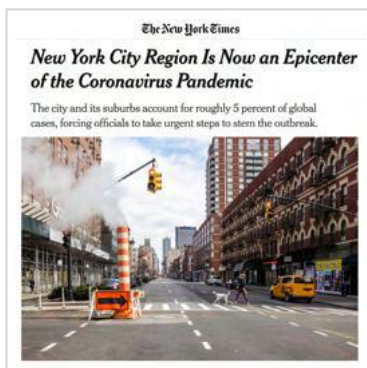 The New York Times
New York City Region Is Now an Epicenter
of the Coronavirus Pandemic
The city and its suburbs account for roughly 5 percent of global
cases, forcing officials to take urgent steps to stem the outbreak.